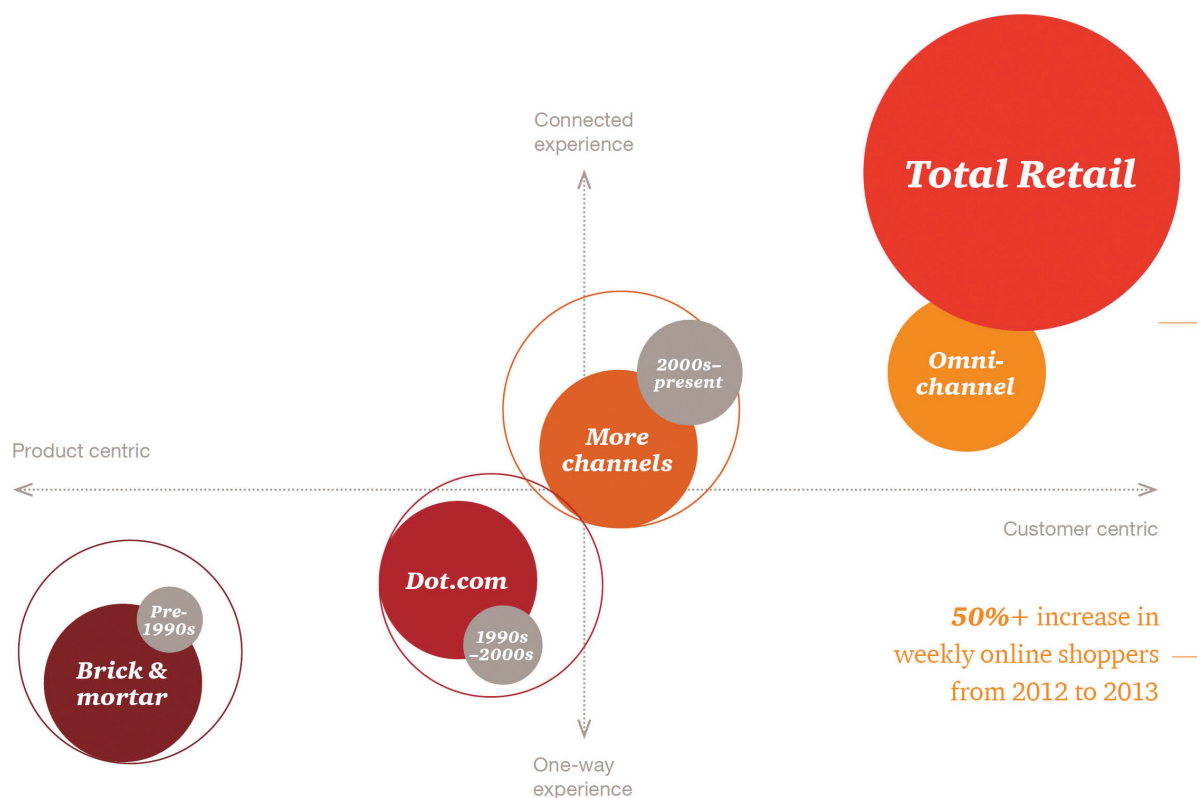 Connected
experience
Total Retail
2000s–
present
Omni-
channel
More
channels
Product centric
Customer centric
Dot.com
Pre-
1990s
1990s
–2000s
Brick &
mortar
50%+ increase in
weekly online shoppers
from 2012 to 2013
One-way
experience